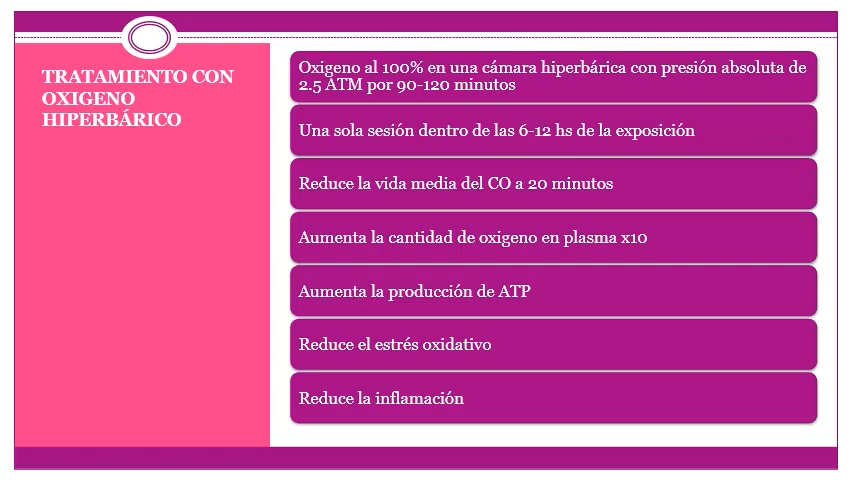 TRATAMIENTO CON
OXIGENO
HIPERBÁRICO
Oxigeno al 100% en una cámara hiperbárica con presión absoluta de
2.5 ATM por 90-120 minutos
Una sola sesión dentro de las 6-12 hs de la exposición
Reduce la vida media del CO a 20 minutos
Aumenta la cantidad de oxigeno en plasma x10
Aumenta la producción de ATP
Reduce el estrés oxidativo
Reduce la inflamación